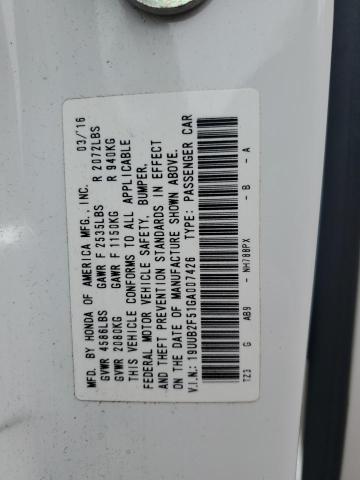 MFD. BY HONDA OF AMERICA MFG., INC. 03/16
GVWR 4586LBS GAWR F 2535LBS R 2072LBS
GVWR 2080KG GAWR F 1150KG R 940KG
THIS VEHICLE CONFORMS TO ALL APPLICABLE
FEDERAL MOTOR VEHICLE SAFETY, BUMPER,
AND THEFT PREVENTION STANDARDS IN EFFECT
ON THE DATE OF MANUFACTURE SHOWN ABOVE.
V.I.N.: 19UUB2F51GA007426 TYPE: PASSENGER CAR
TZ3 G AB9 - NH788PX - B - A